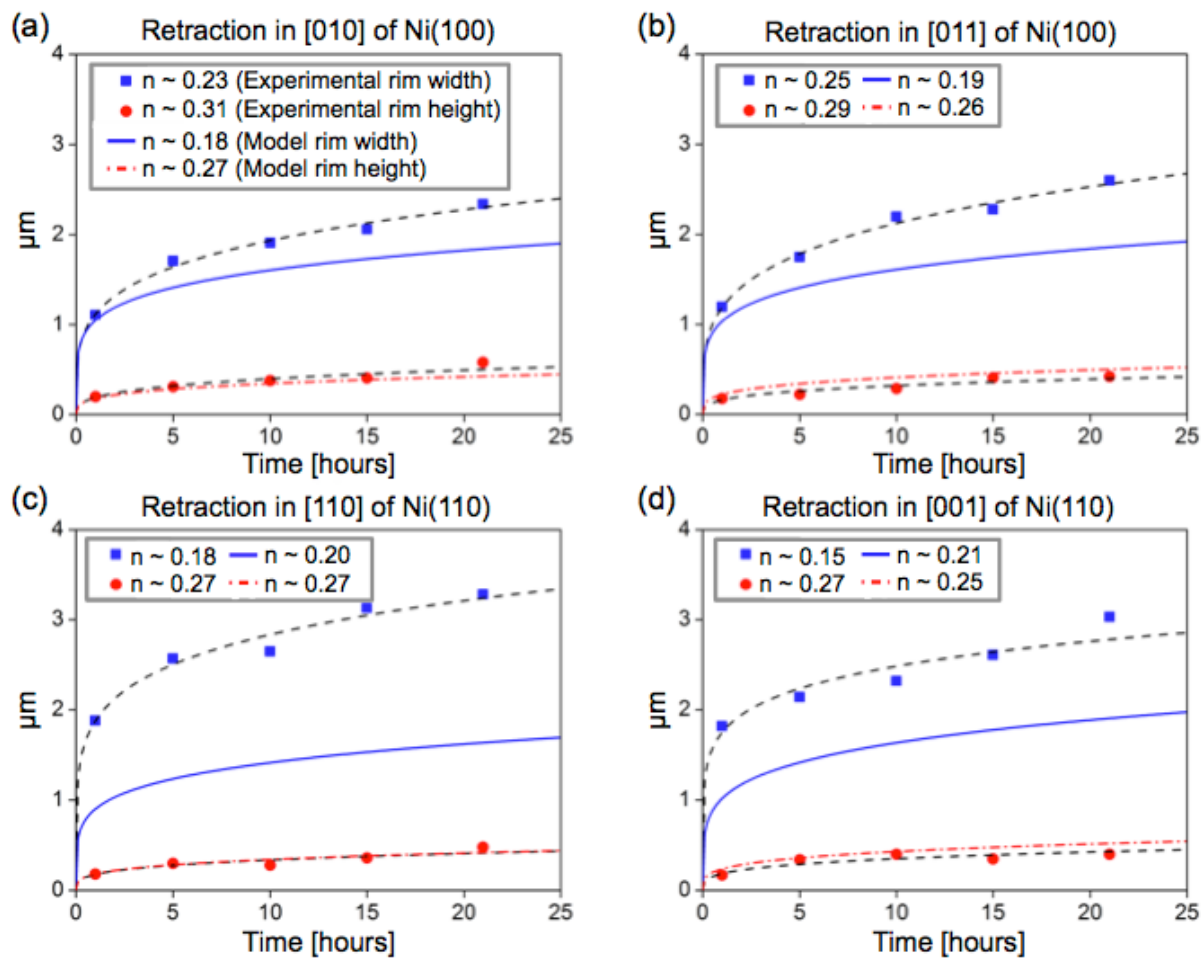 (a) Retraction in [010] of Ni(100)
4
3
2
1
0
µm
n ~ 0.23 (Experimental rim width)
n ~ 0.31 (Experimental rim height)
n ~ 0.18 (Model rim width)
n ~ 0.27 (Model rim height)
0 5 10 15 20 25
Time [hours]
(b) Retraction in [011] of Ni(100)
4
3
2
1
0
µm
n ~ 0.25 n ~ 0.19
n ~ 0.29 n ~ 0.26
0 5 10 15 20 25
Time [hours]
(c) Retraction in [110] of Ni(110)
4
3
2
1
0
µm
n ~ 0.18 n ~ 0.20
n ~ 0.27 n ~ 0.27
0 5 10 15 20 25
Time [hours]
(d) Retraction in [001] of Ni(110)
4
3
2
1
0
µm
n ~ 0.15 n ~ 0.21
n ~ 0.27 n ~ 0.25
0 5 10 15 20 25
Time [hours]